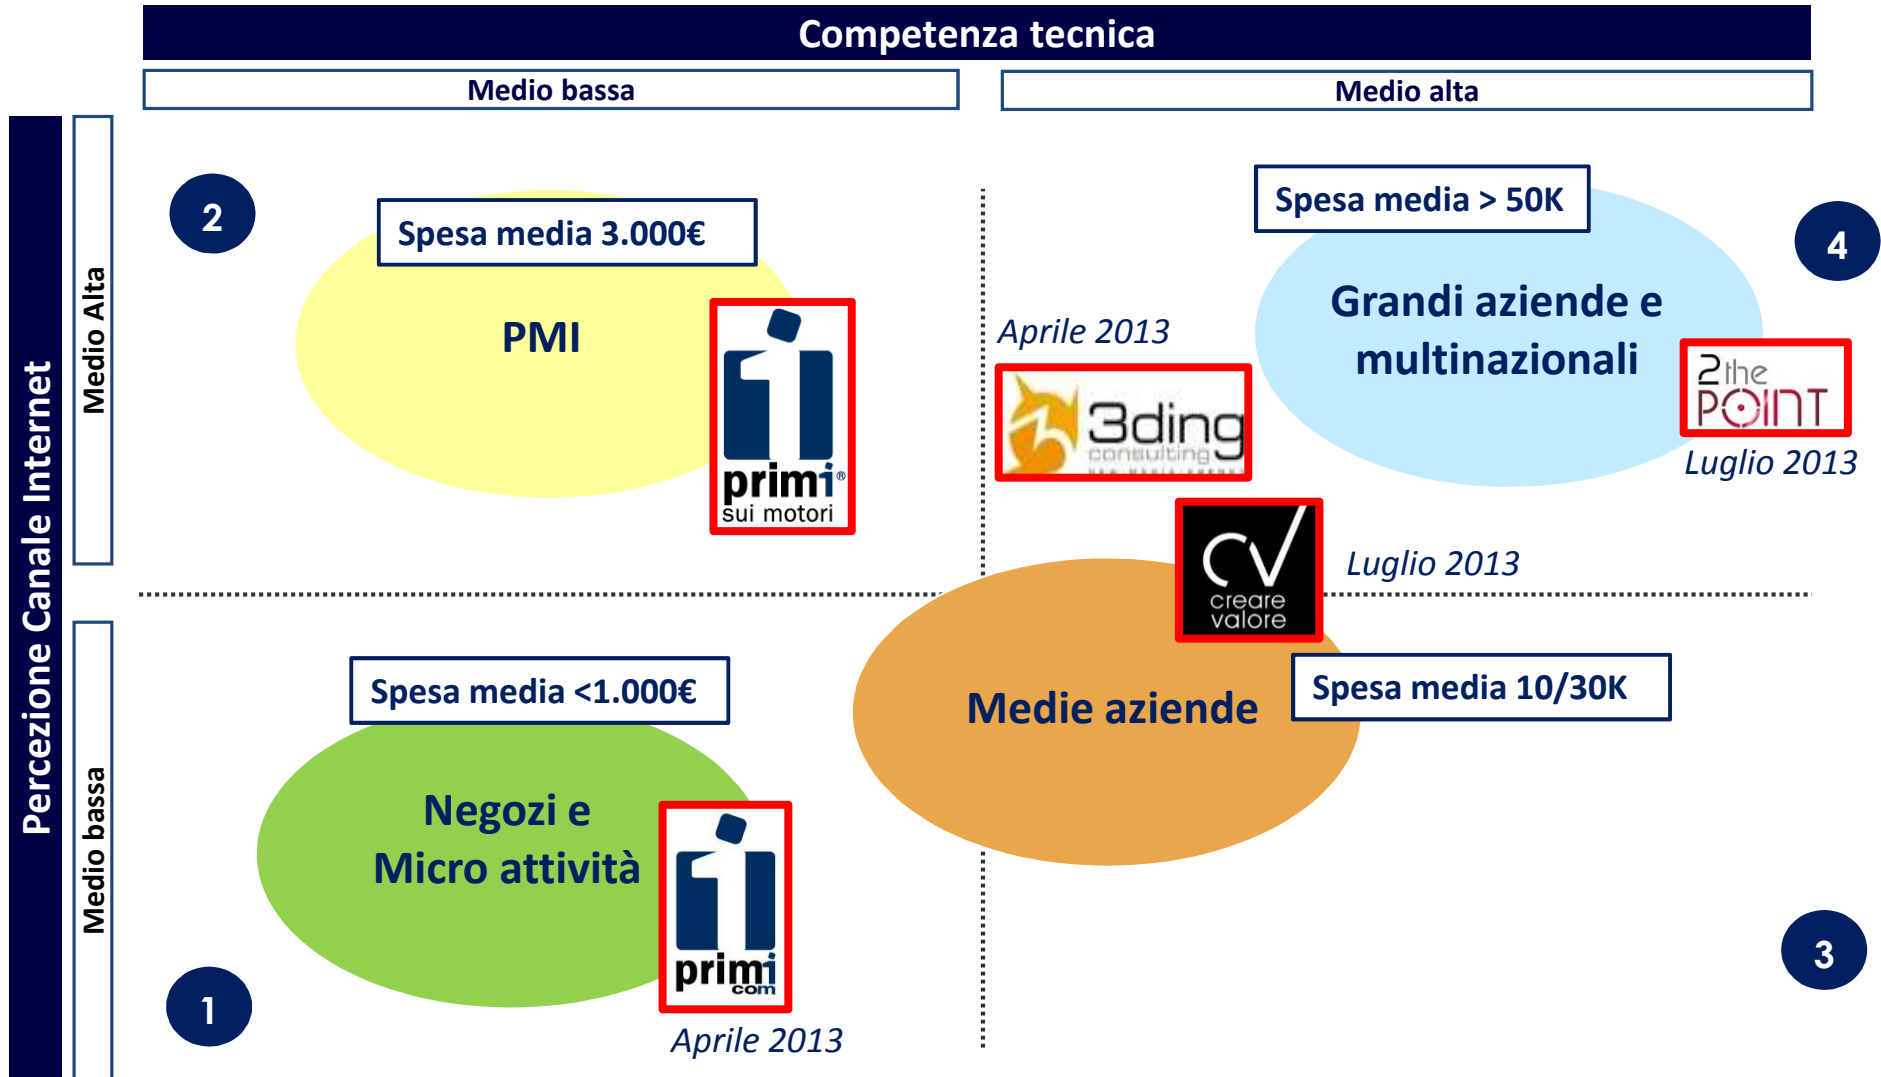 Competenza tecnica
Medio bassa
Medio alta
Percezione Canale Internet
Medio Alta
Medio bassa
2
Spesa media 3.000€
PMI
primi®
sui motori
Spesa media > 50K
4
Grandi aziende e
multinazionali
Aprile 2013
3ding
consulting
2the
POINT
Luglio 2013
CV
creare
valore
Luglio 2013
Spesa media <1.000€
Negozi e
Micro attività
primi
com
Aprile 2013
1
Medie aziende
Spesa media 10/30K
3